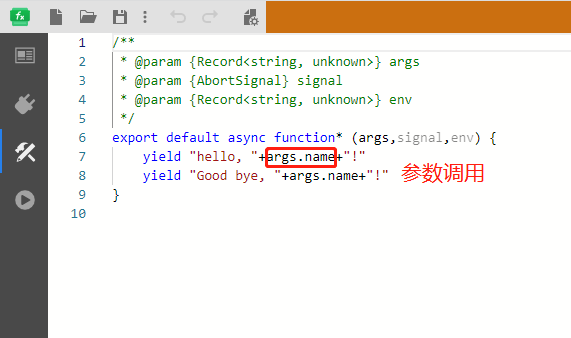 fx
1 /**
2 * @param {Record<string, unknown>} args
3 * @param {AbortSignal} signal
4 * @param {Record<string, unknown>} env
5 */
6 export default async function* (args,signal,env) {
7 yield "hello, "+args.name+"!"
8 yield "Good bye, "+args.name+"!" 参数调用
9 }
10